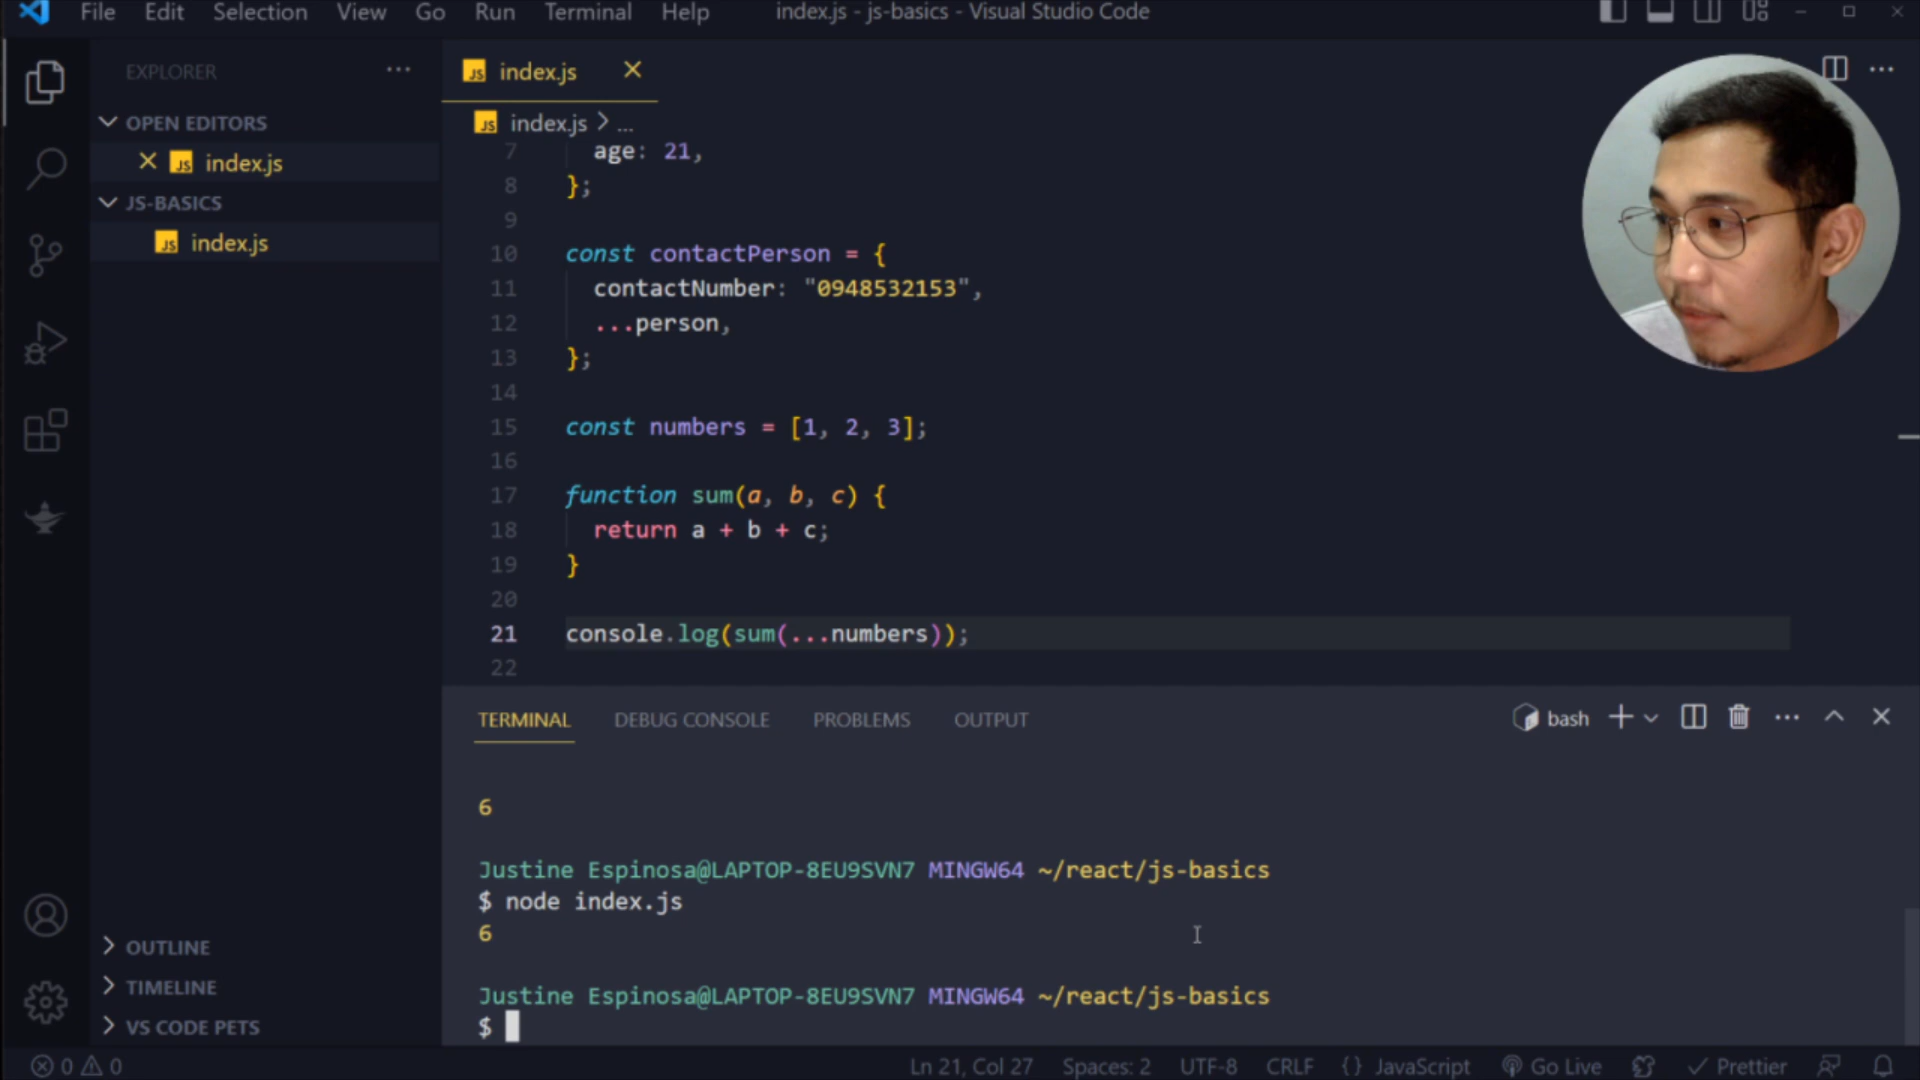 File Edit Selection View Go Run Terminal Help index.js - js-basics - Visual Studio Code
EXPLORER
OPEN EDITORS
JS index.js
JS-BASICS
JS index.js
OUTLINE
TIMELINE
VS CODE PETS
JS index.js
JS index.js > ...
7 age: 21,
8 };
9
10 const contactPerson = {
11 contactNumber: "0948532153",
12 ...person,
13 };
14
15 const numbers = [1, 2, 3];
16
17 function sum(a, b, c) {
18 return a + b + c;
19 }
20
21 console.log(sum(...numbers));
22
TERMINAL DEBUG CONSOLE PROBLEMS OUTPUT bash
6
Justine Espinosa@LAPTOP-8EU9SVN7 MINGW64 ~/react/js-basics
$ node index.js
6
Justine Espinosa@LAPTOP-8EU9SVN7 MINGW64 ~/react/js-basics
$
0 0 Ln 21, Col 27 Spaces: 2 UTF-8 CRLF {} JavaScript Go Live Prettier